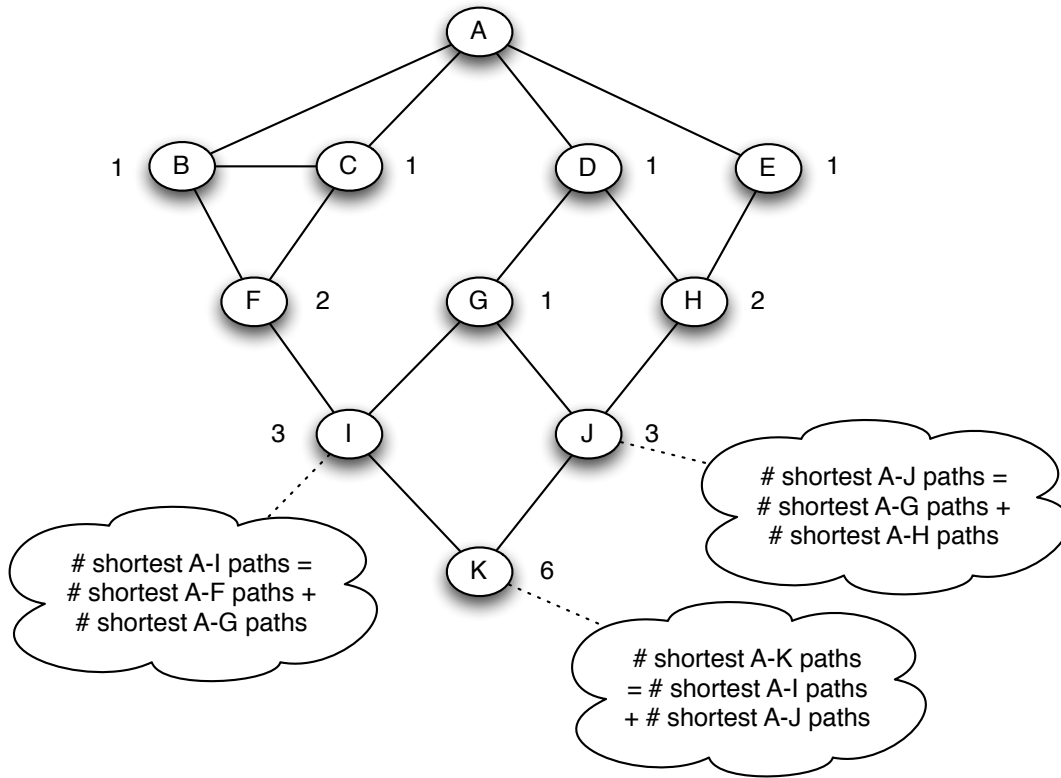 A
1 B C 1 D 1 E 1
F 2 G 1 H 2
3 I J 3
# shortest A-J paths =
# shortest A-G paths +
# shortest A-H paths
# shortest A-I paths =
# shortest A-F paths +
# shortest A-G paths
K 6
# shortest A-K paths
= # shortest A-I paths
+ # shortest A-J paths